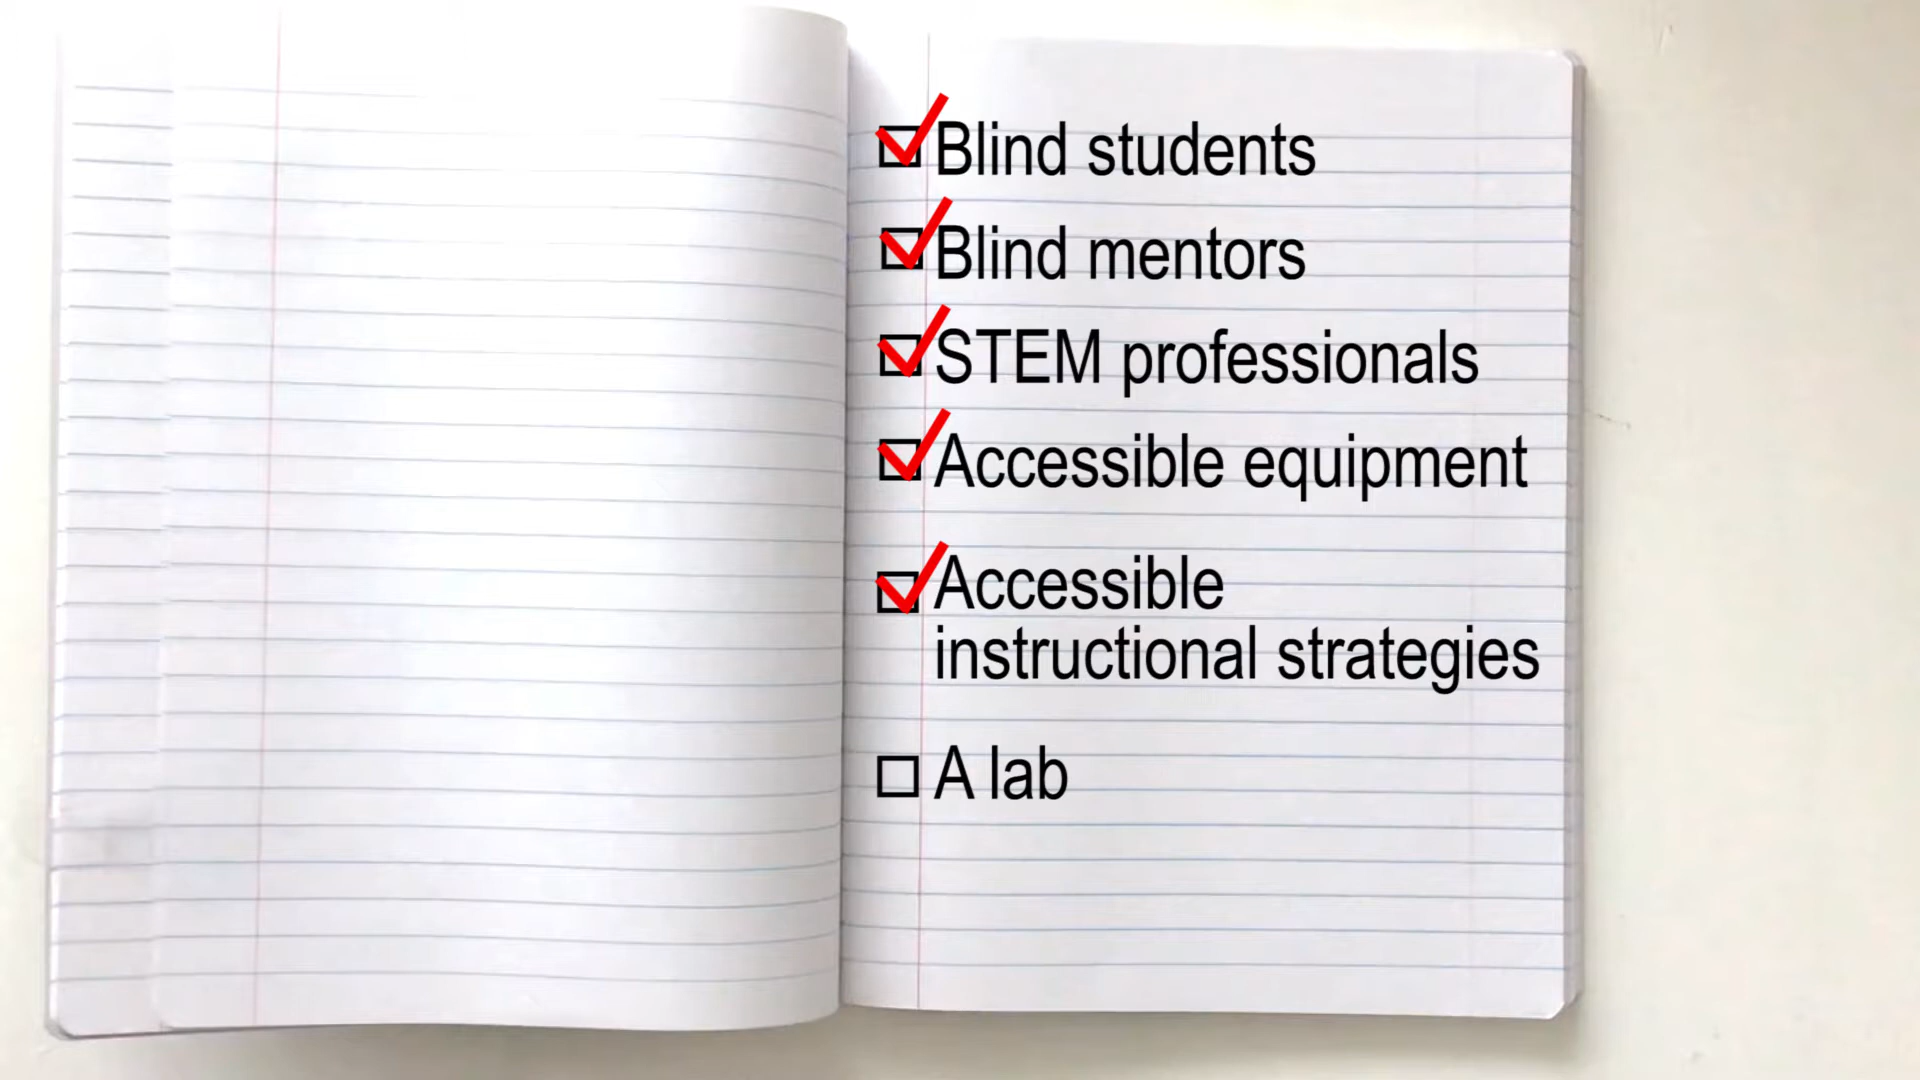 Blind students
Blind mentors
STEM professionals
Accessible equipment
Accessible
instructional strategies
A lab